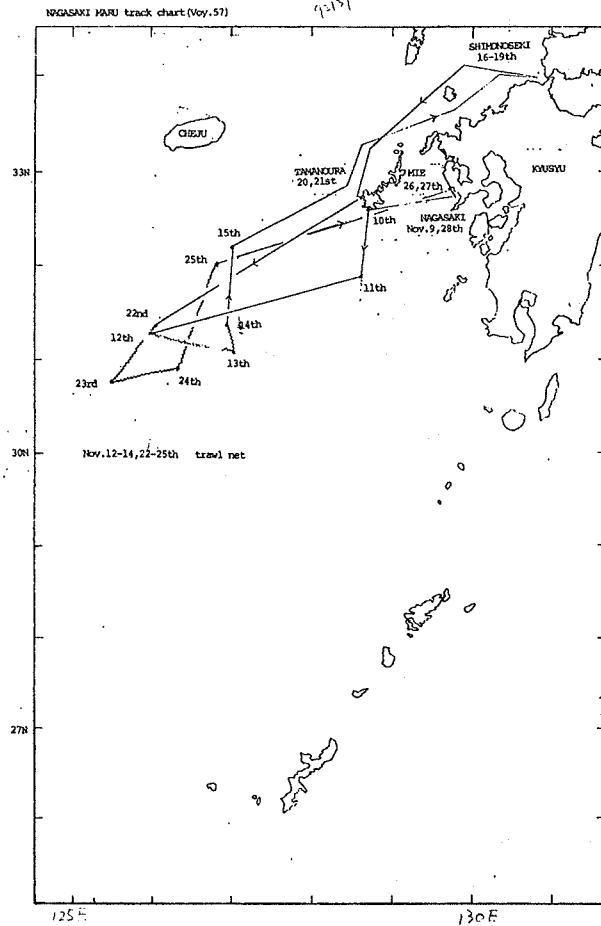 NAGASAKI MARU track chart(Voy.57)
SHIMONOSEKI
16-19th
CHEJU
33N
TAMANOURA
20,21st
MIE
26,27th
KYUSYU
10th
NAGASAKI
Nov.9,28th
15th
25th
11th
22nd
12th
14th
13th
23rd
24th
30N
Nov.12-14,22-25th trawl net
27N
125E
130E